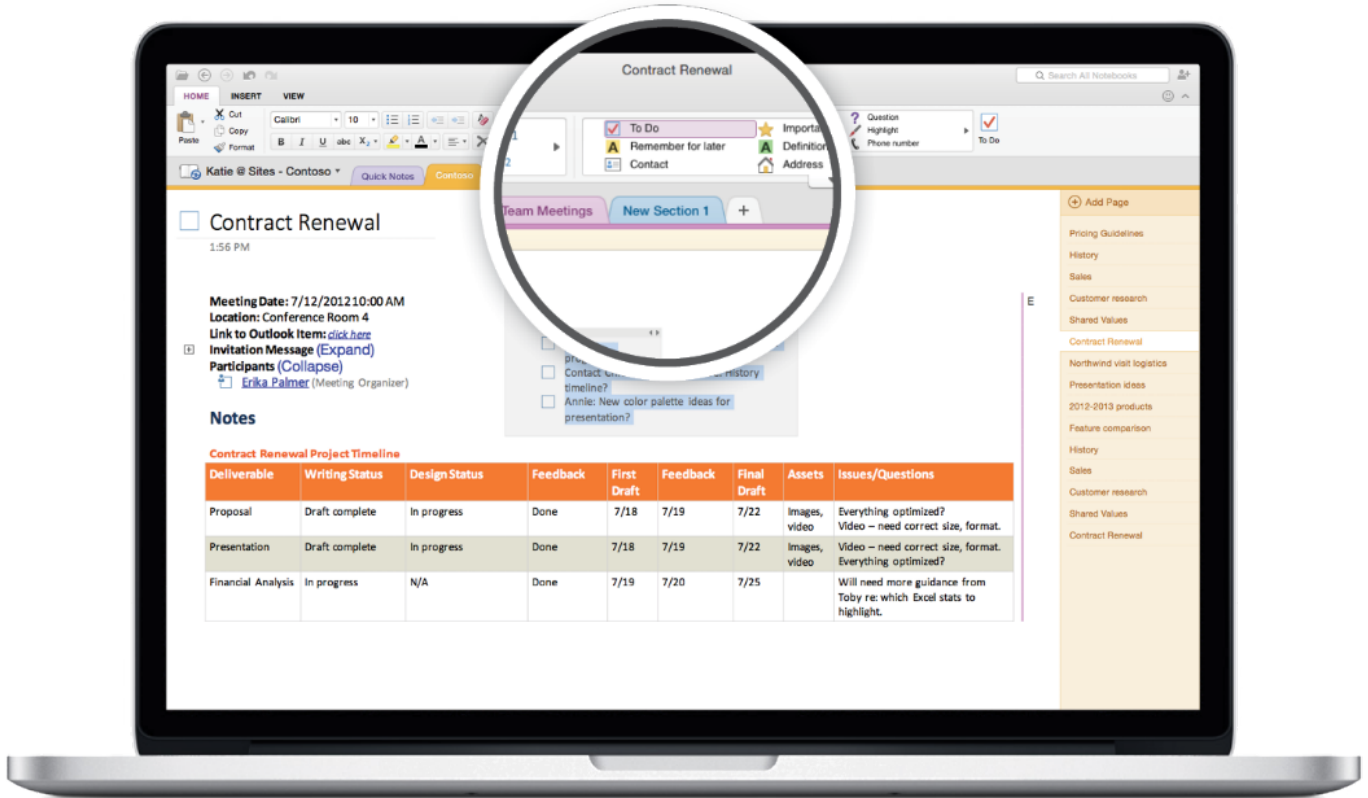 Contract Renewal
Search All Notebooks
HOME INSERT VIEW
Paste
Cut
Copy
Format
Calibri 10
B I U abc X₂ A
To Do
Remember for later
Contact
Important
Definition
Address
Question
Highlight
Phone number
To Do
Katie @ Sites - Contoso
Quick Notes
Contoso
Team Meetings
New Section 1
+
Contract Renewal
1:56 PM
Meeting Date: 7/12/2012 10:00 AM
Location: Conference Room 4
Link to Outlook Item: click here
Invitation Message (Expand)
Participants (Collapse)
Erika Palmer (Meeting Organizer)
Notes
Contact
History
timeline?
Annie: New color palette ideas for
presentation?
E
Contract Renewal Project Timeline
Deliverable Writing Status Design Status Feedback First Draft Feedback Final Draft Assets Issues/Questions
Proposal Draft complete In progress Done 7/18 7/19 7/22 Images, video Everything optimized?
Video – need correct size, format.
Presentation Draft complete In progress Done 7/18 7/19 7/22 Images, video Video – need correct size, format.
Everything optimized?
Financial Analysis In progress N/A Done 7/19 7/20 7/25 Will need more guidance from
Toby re: which Excel stats to
highlight.
Add Page
Pricing Guidelines
History
Sales
Customer research
Shared Values
Contract Renewal
Northwind visit logistics
Presentation ideas
2012-2013 products
Feature comparison
History
Sales
Customer research
Shared Values
Contract Renewal